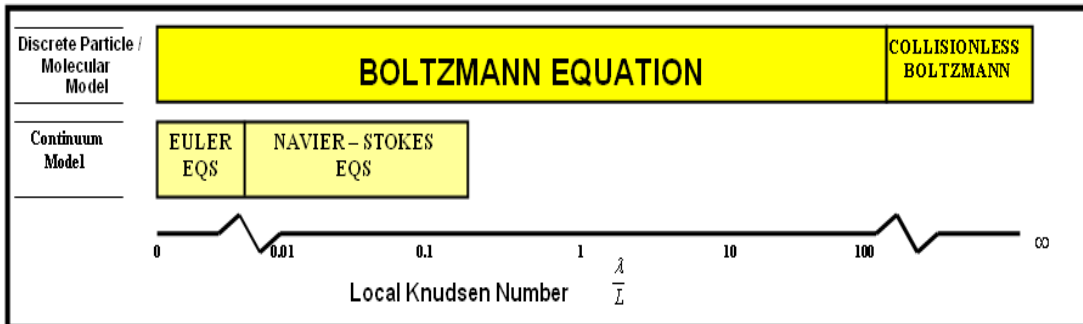 Discrete Particle /
Molecular
Model
BOLTZMANN EQUATION
COLLISIONLESS
BOLTZMANN
Continuum
Model
EULER
EQS
NAVIER – STOKES
EQS
0 0.01 0.1 1 10 100 ∞
Local Knudsen Number λ/L